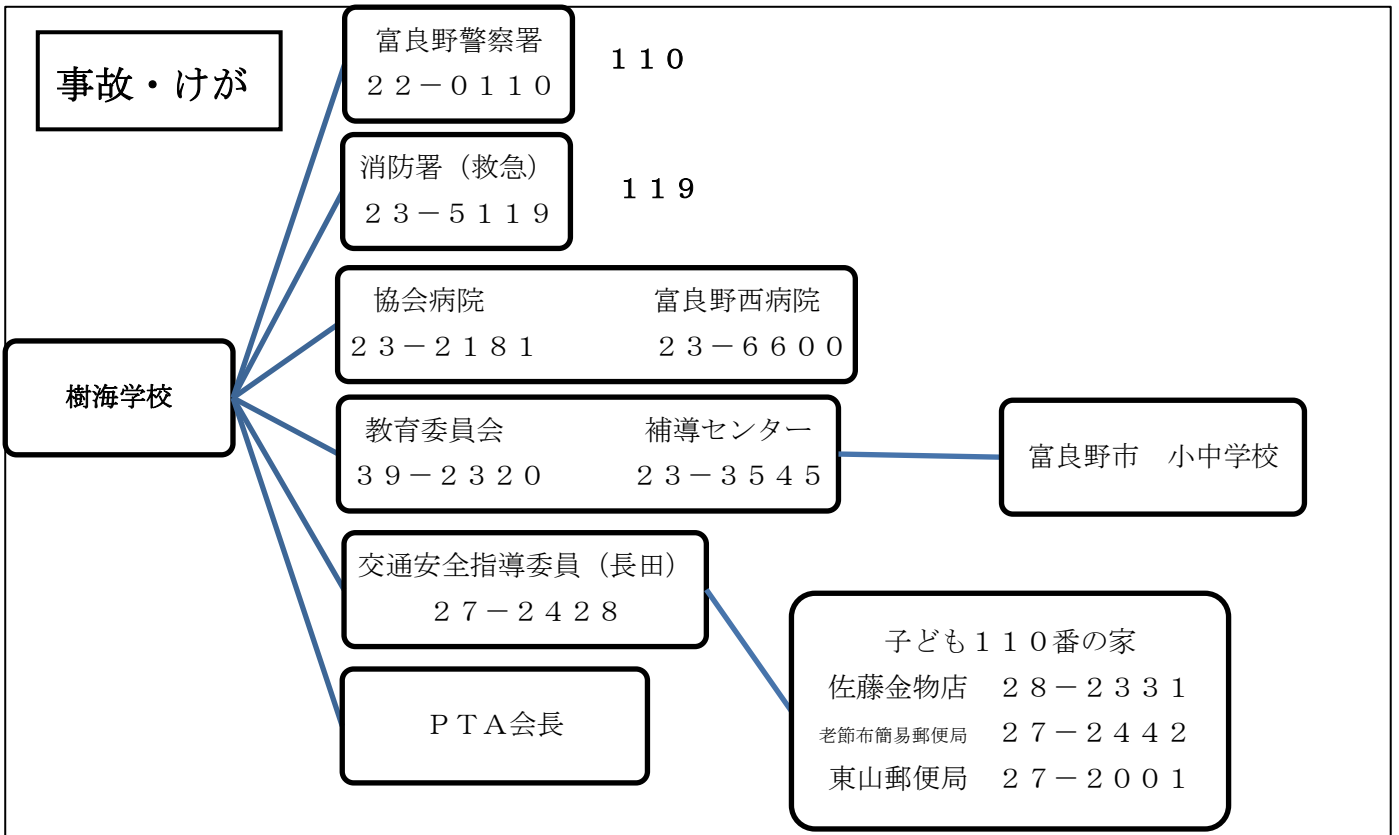 事故・けが
富良野警察署
２２－０１１０
１１０
消防署（救急）
２３－５１１９
１１９
協会病院　富良野西病院
２３－２１８１　２３－６６００
樹海学校
教育委員会　補導センター
３９－２３２０　２３－３５４５
富良野市　小中学校
交通安全指導委員（長田）
２７－２４２８
子ども１１０番の家
佐藤金物店　２８－２３３１
老節布簡易郵便局　２７－２４４２
東山郵便局　２７－２００１
ＰＴＡ会長